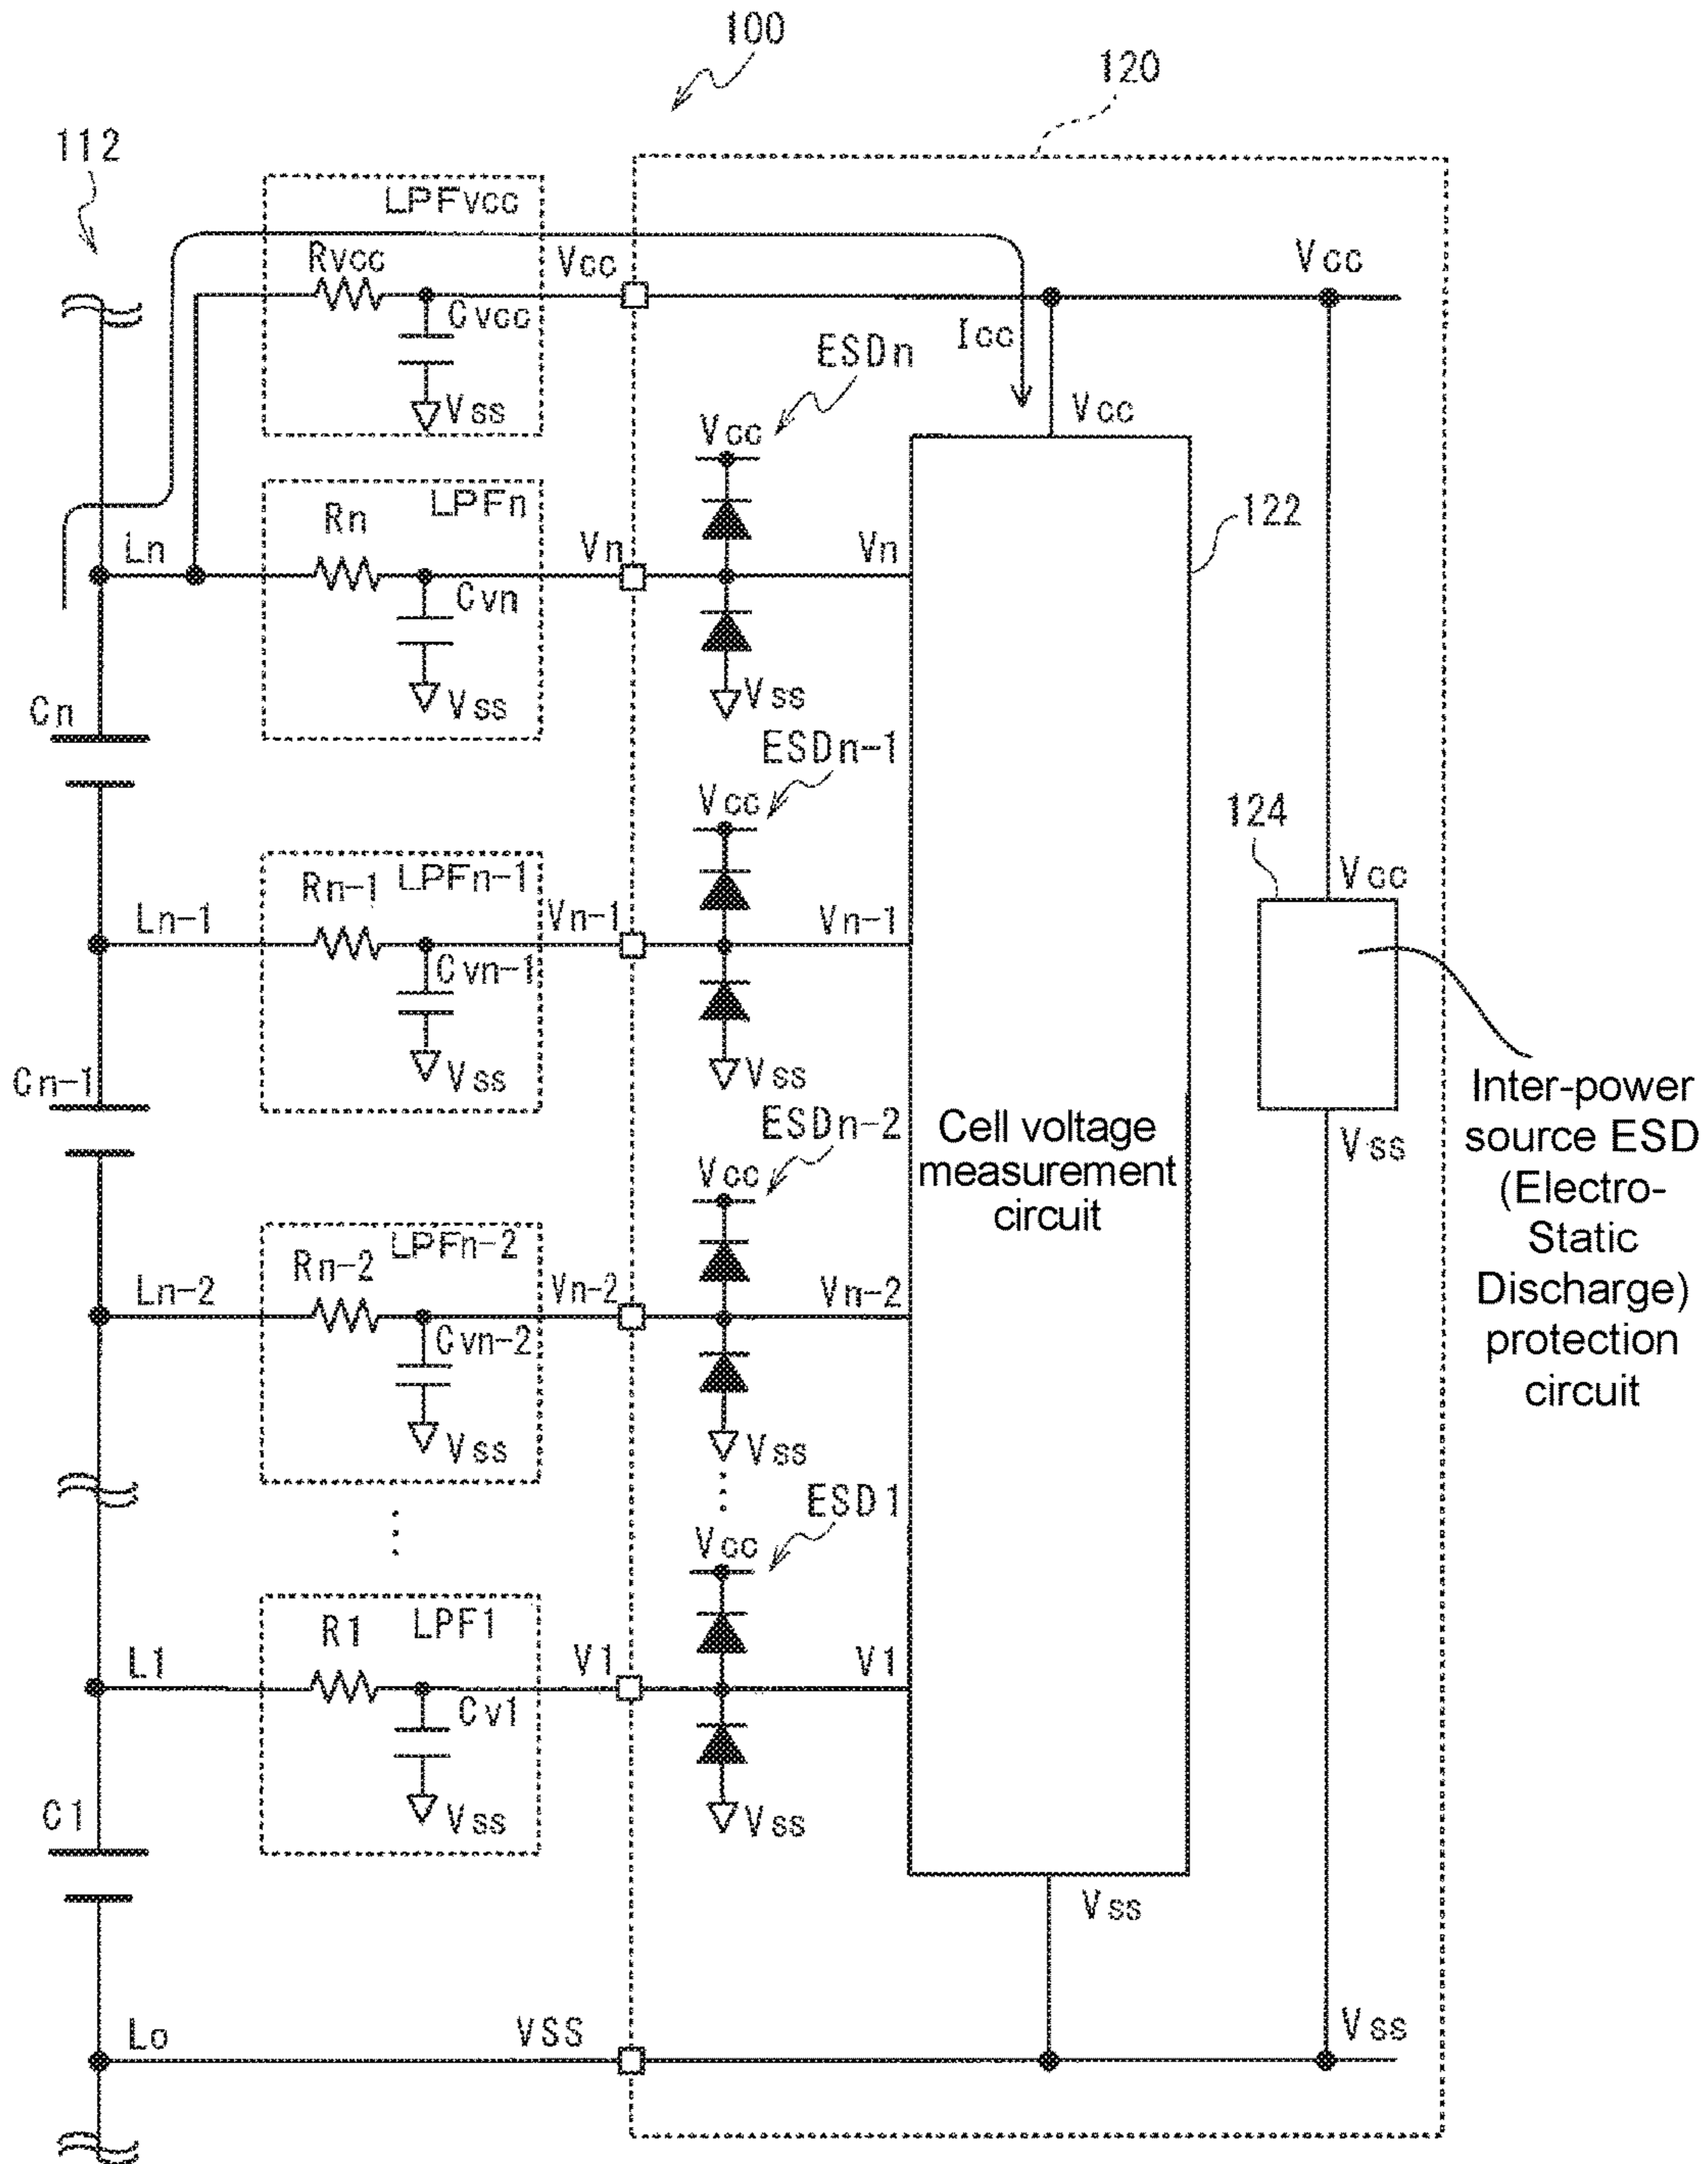 100
120
112
LPFvcc
Rvcc
Vcc
Vcc
Cvcc
Icc
ESDn
Vss
Vcc
Vcc
LPFn
Rn
122
Ln
Vn
Vn
Cvn
Vss
Vss
Cn
ESDn-1
Vcc
124
Vcc
LPFn-1
Rn-1
Ln-1
Vn-1
Vn-1
Cvn-1
Vss
Vss
Cn-1
ESDn-2
Vss
Cell voltage
measurement
circuit
Inter-power
source ESD
(Electro-
Static
Discharge)
protection
circuit
Vcc
LPFn-2
Rn-2
Ln-2
Vn-2
Vn-2
Cvn-2
Vss
Vss
ESD1
Vcc
LPF1
R1
L1
V1
V1
Cv1
Vss
Vss
C1
Vss
Lo
VSS
Vss